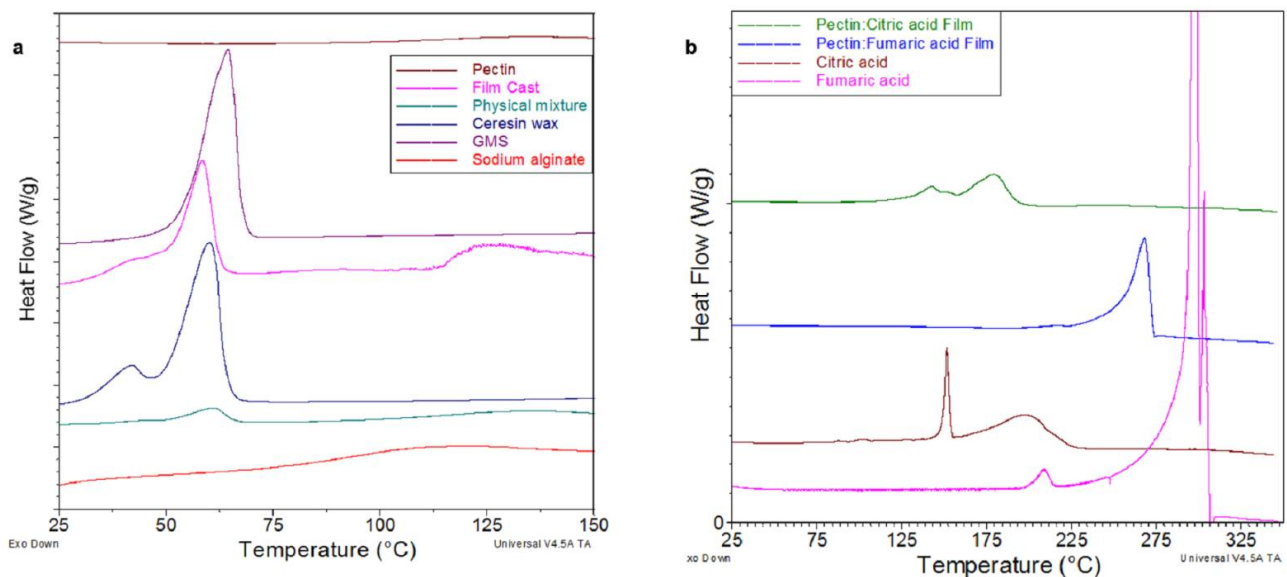 a
Pectin
Film Cast
Physical mixture
Ceresin wax
GMS
Sodium alginate
Heat Flow (W/g)
25 50 75 100 125 150
Exo Down
Temperature (°C)
Universal V4.5A TA
b
Pectin:Citric acid Film
Pectin:Fumaric acid Film
Citric acid
Fumaric acid
Heat Flow (W/g)
0
25 75 125 175 225 275 325
xo Down
Temperature (°C)
Universal V4.5A TA